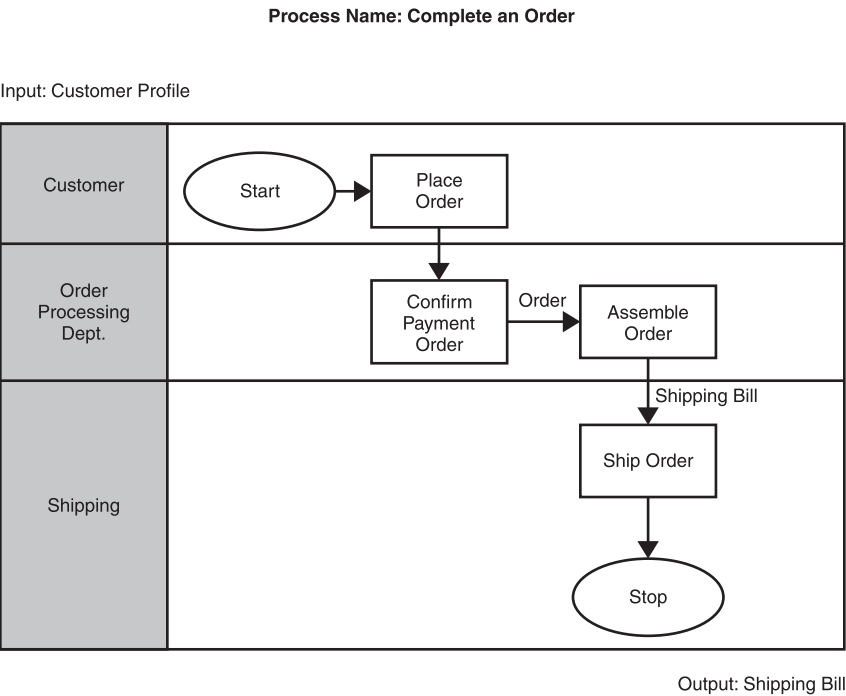 Process Name: Complete an Order
Input: Customer Profile
Customer
Start
Place
Order
Order
Processing
Dept.
Confirm
Payment
Order
Order
Assemble
Order
Shipping Bill
Shipping
Ship Order
Stop
Output: Shipping Bill